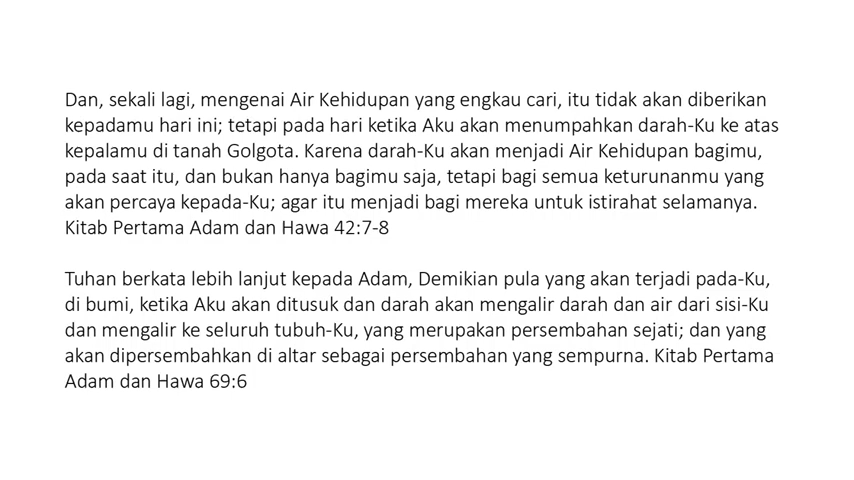 Dan, sekali lagi, mengenai Air Kehidupan yang engkau cari, itu tidak akan diberikan
kepadamu hari ini; tetapi pada hari ketika Aku akan menumpahkan darah-Ku ke atas
kepalamu di tanah Golgota. Karena darah-Ku akan menjadi Air Kehidupan bagimu,
pada saat itu, dan bukan hanya bagimu saja, tetapi bagi semua keturunanmu yang
akan percaya kepada-Ku; agar itu menjadi bagi mereka untuk istirahat selamanya.
Kitab Pertama Adam dan Hawa 42:7-8
Tuhan berkata lebih lanjut kepada Adam, Demikian pula yang akan terjadi pada-Ku,
di bumi, ketika Aku akan ditusuk dan darah akan mengalir darah dan air dari sisi-Ku
dan mengalir ke seluruh tubuh-Ku, yang merupakan persembahan sejati; dan yang
akan dipersembahkan di altar sebagai persembahan yang sempurna. Kitab Pertama
Adam dan Hawa 69:6